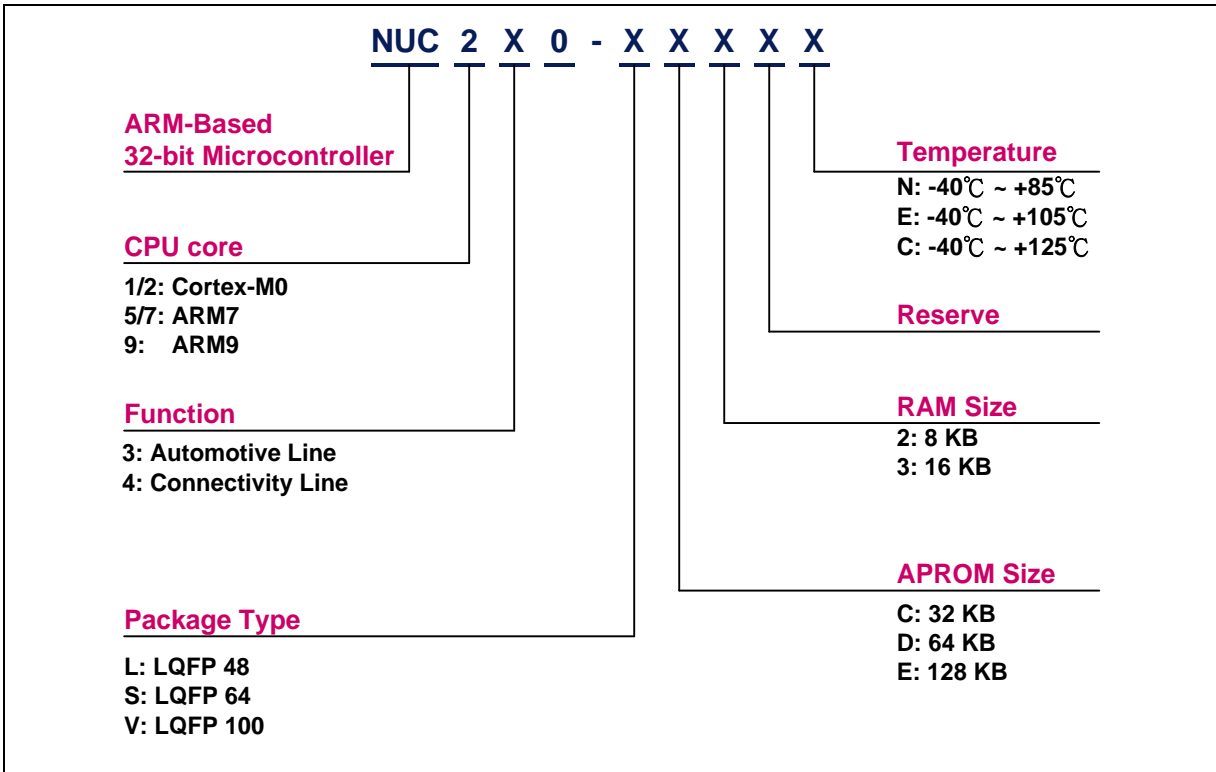 NUC 2 X 0 - X X X X X
ARM-Based
32-bit Microcontroller
CPU core
1/2: Cortex-M0
5/7: ARM7
9: ARM9
Function
3: Automotive Line
4: Connectivity Line
Package Type
L: LQFP 48
S: LQFP 64
V: LQFP 100
Temperature
N: -40℃ ~ +85℃
E: -40℃ ~ +105℃
C: -40℃ ~ +125℃
Reserve
RAM Size
2: 8 KB
3: 16 KB
APROM Size
C: 32 KB
D: 64 KB
E: 128 KB